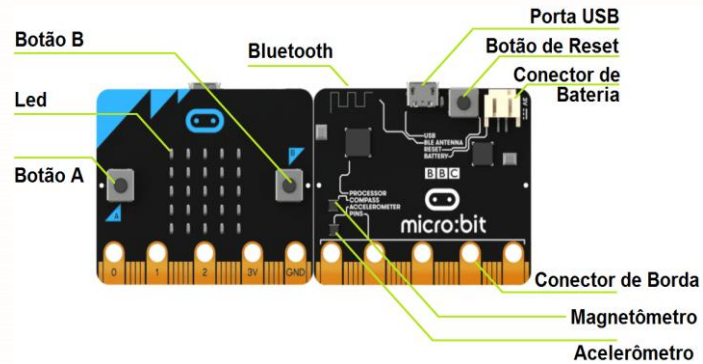 Porta USB
Botão B
Bluetooth
Botão de Reset
Conector de
Bateria
Led
Botão A
A
B
0
1
2
3V
GND
USB
BLE ANTENNA
RESET
BATTERY
BBC
PROCESSOR
COMPASS
ACCELEROMETER
PINS
micro:bit
Conector de Borda
Magnetômetro
Acelerômetro